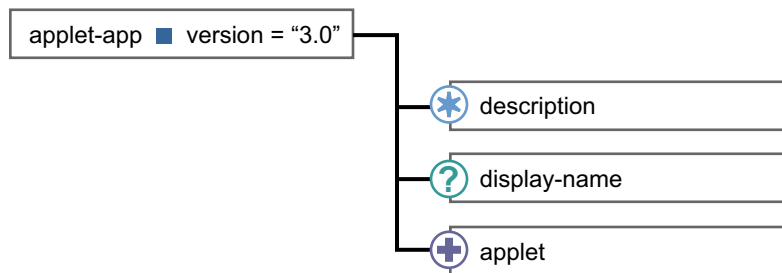 applet-app version = “3.0”
description
? display-name
applet